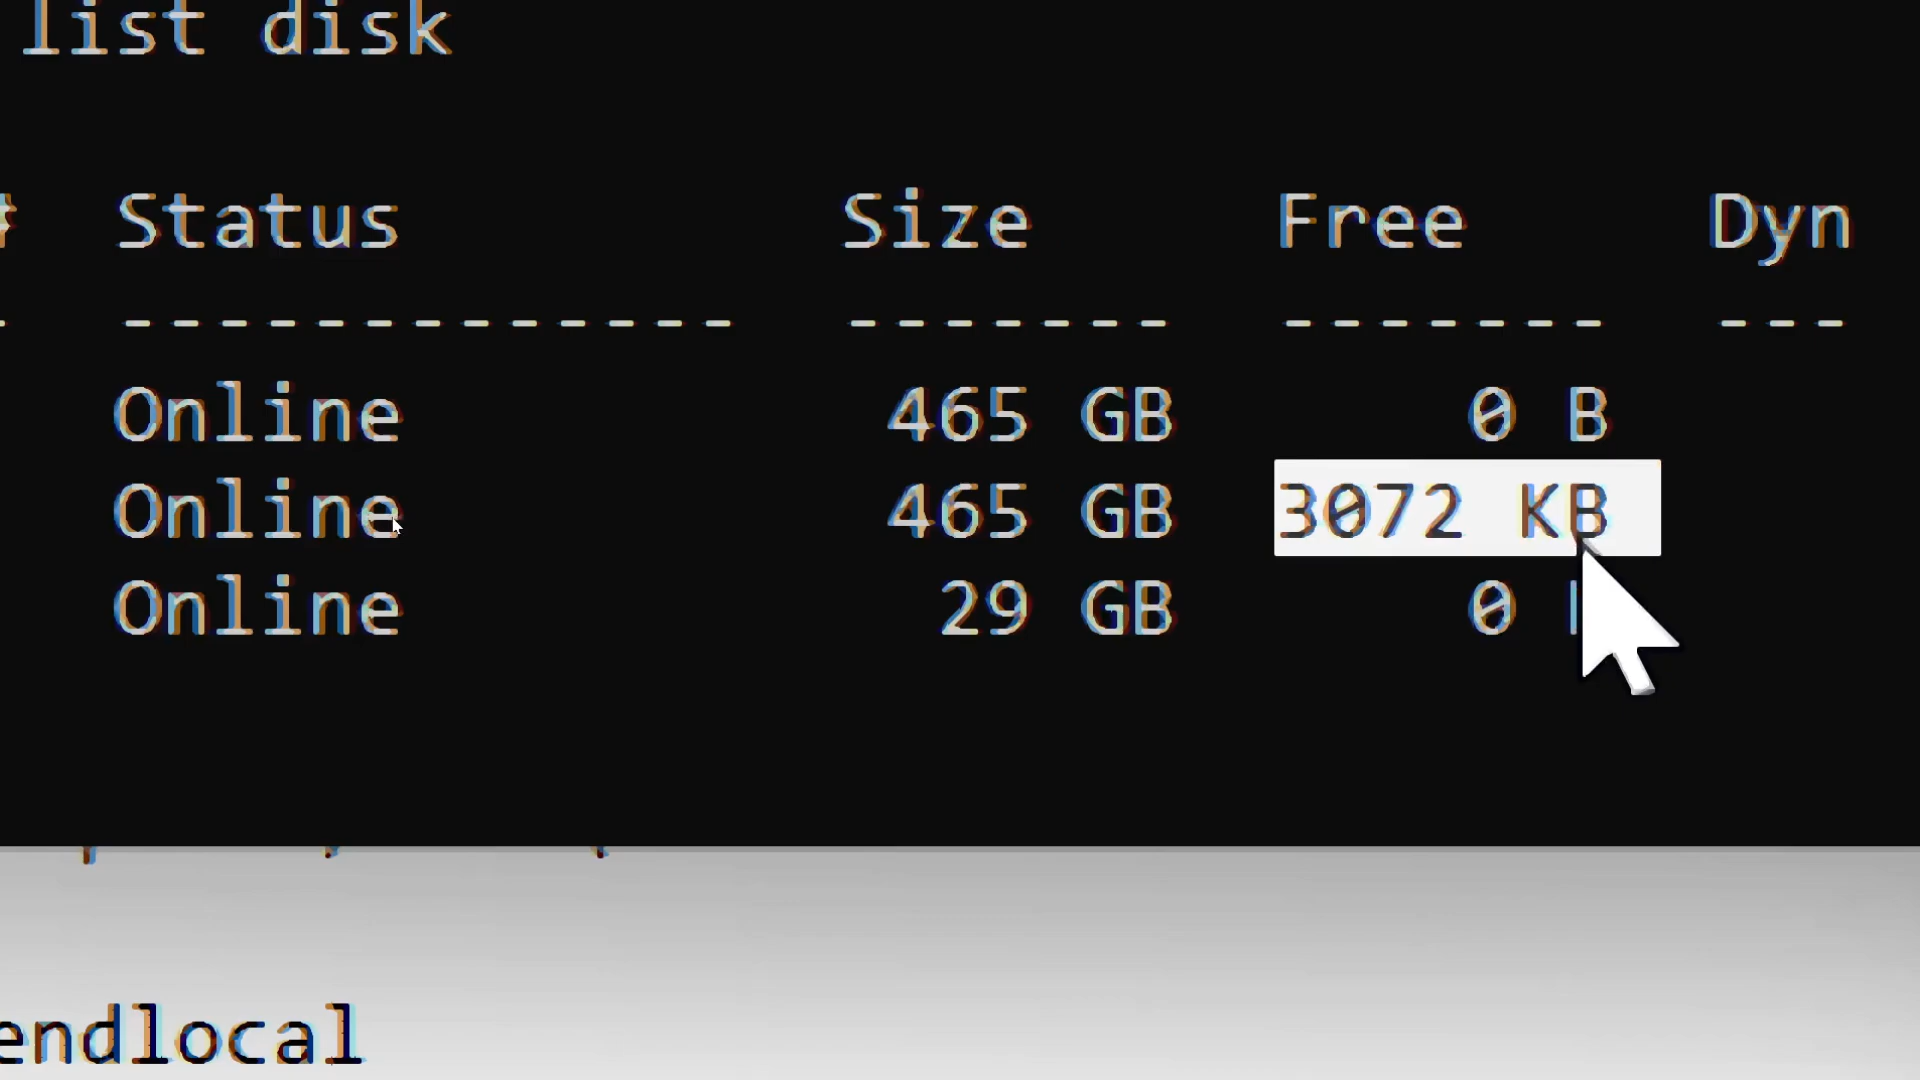 list disk
# Status Size Free Dyn
- -------------- ------- ------- ---
Online 465 GB 0 B
Online 465 GB 3072 KB
Online 29 GB 0
endlocal